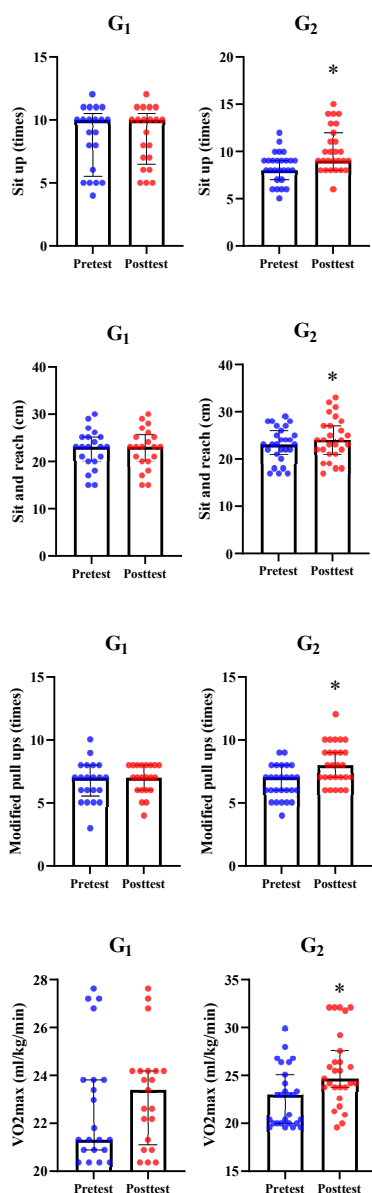 G1
G2
Sit up (times)
15
10
5
0
Pretest
Posttest
Sit up (times)
20
15
10
5
0
*
Pretest
Posttest
G1
G2
Sit and reach (cm)
40
30
20
10
0
Pretest
Posttest
Sit and reach (cm)
40
30
20
10
0
*
Pretest
Posttest
G1
G2
Modified pull ups (times)
15
10
5
0
Pretest
Posttest
Modified pull ups (times)
15
10
5
0
*
Pretest
Posttest
G1
G2
VO2max (ml/kg/min)
28
26
24
22
20
Pretest
Posttest
VO2max (ml/kg/min)
35
30
25
20
15
*
Pretest
Posttest